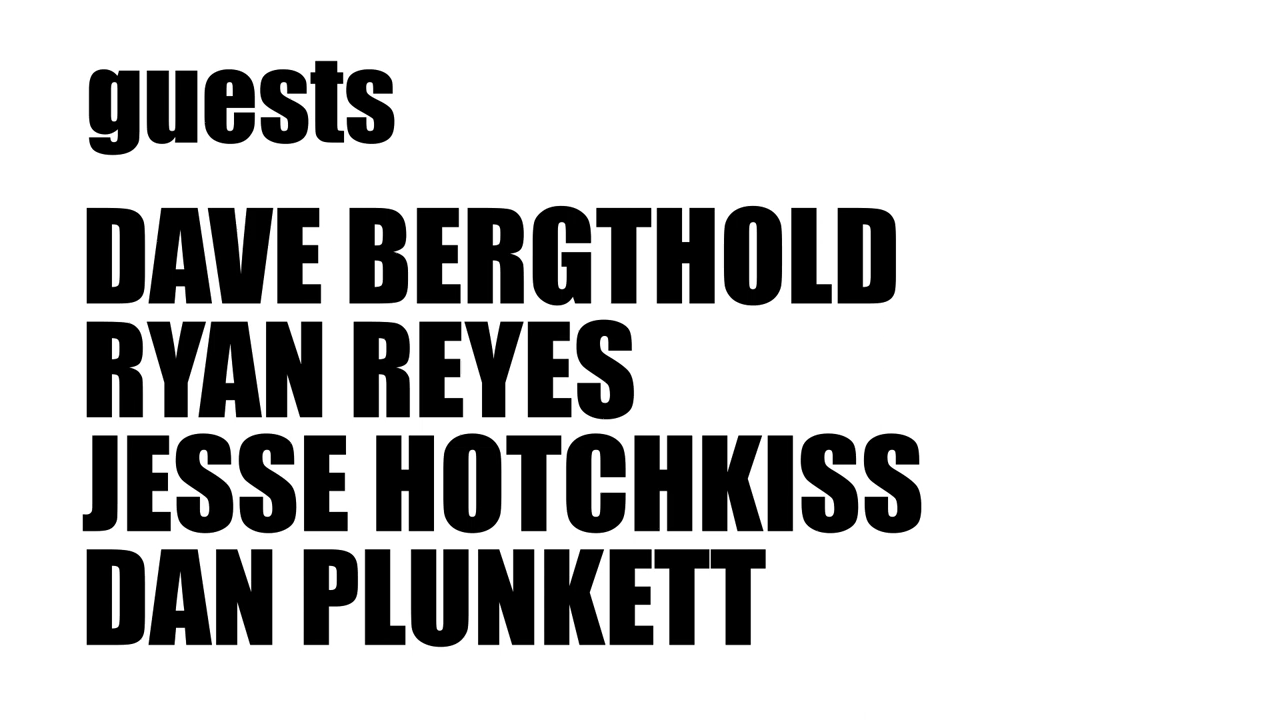 guests
DAVE BERGTHOLD
RYAN REYES
JESSE HOTCHKISS
DAN PLUNKETT